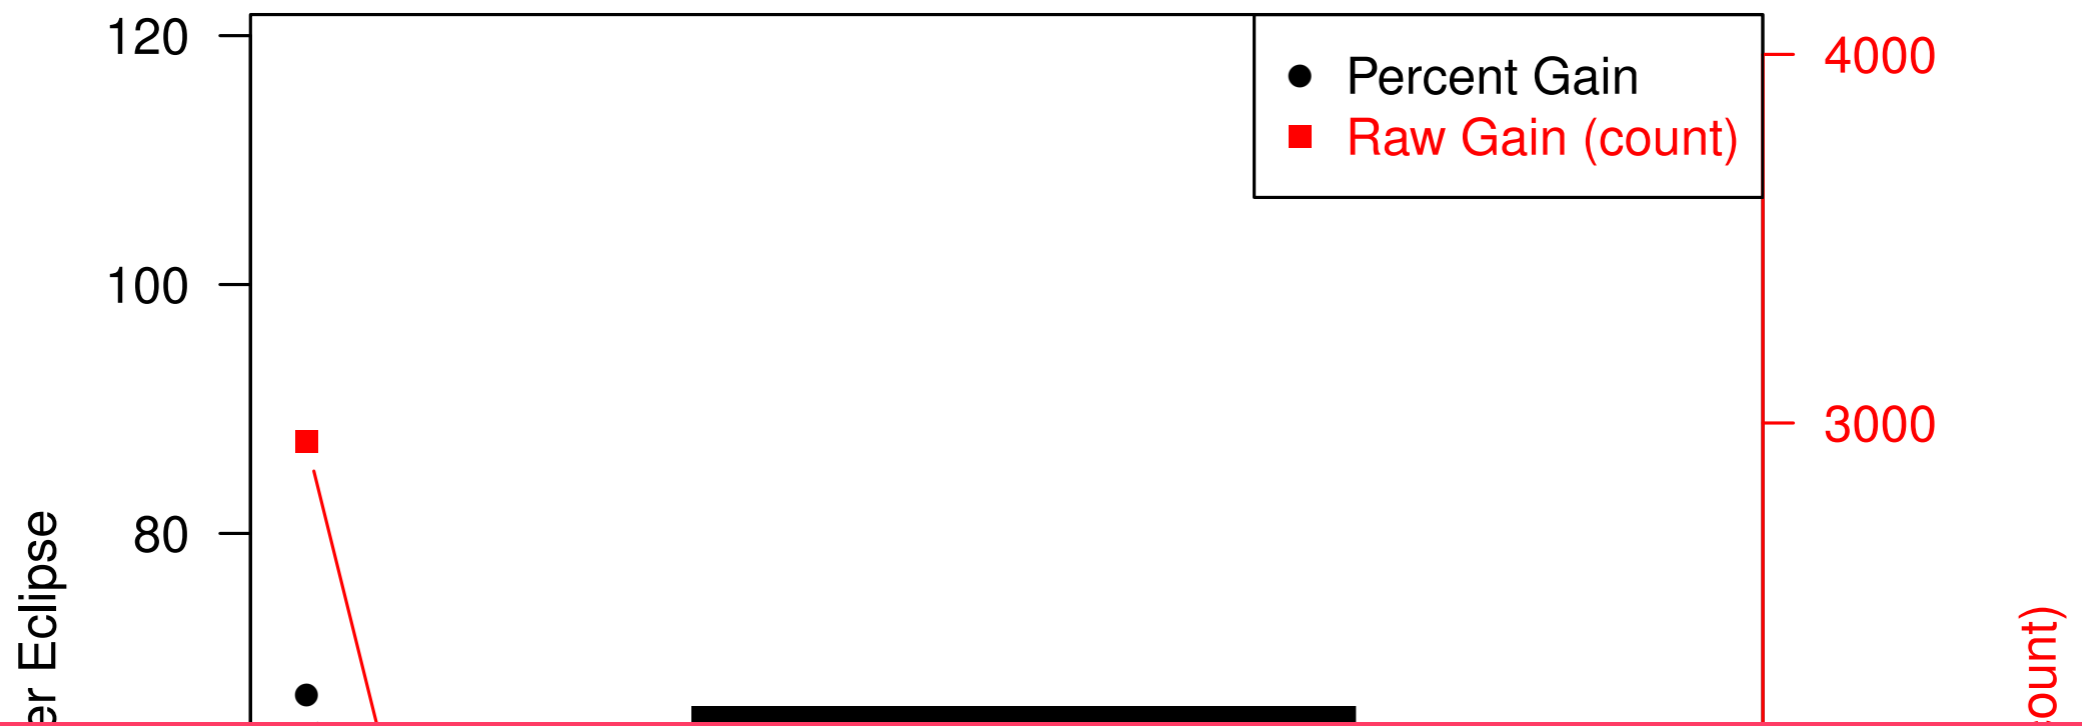 120
100
80
er Eclipse
Percent Gain
Raw Gain (count)
4000
3000
ount)